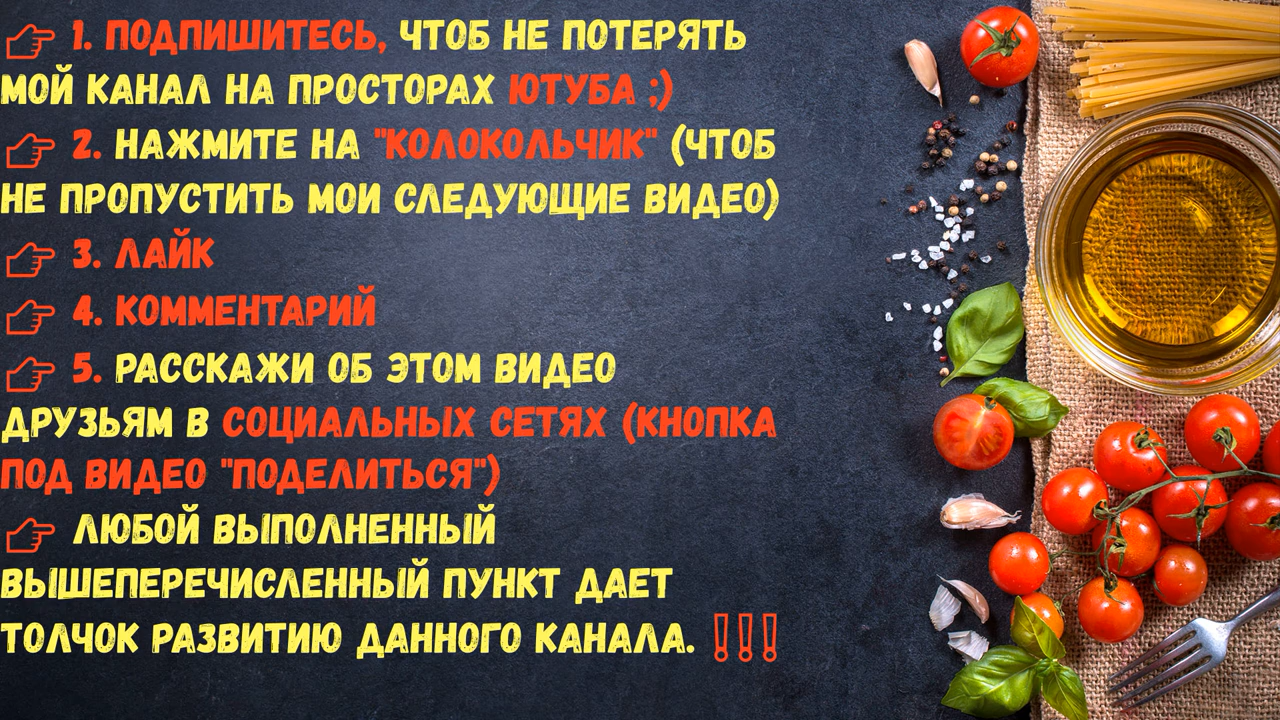 👉 1. ПОДПИШИТЕСЬ, ЧТОБ НЕ ПОТЕРЯТЬ
МОЙ КАНАЛ НА ПРОСТОРАХ ЮТУБА ;)
👉 2. НАЖМИТЕ НА "КОЛОКОЛЬЧИК" (ЧТОБ
НЕ ПРОПУСТИТЬ МОИ СЛЕДУЮЩИЕ ВИДЕО)
👉 3. ЛАЙК
👉 4. КОММЕНТАРИЙ
👉 5. РАССКАЖИ ОБ ЭТОМ ВИДЕО
ДРУЗЬЯМ В СОЦИАЛЬНЫХ СЕТЯХ (КНОПКА
ПОД ВИДЕО "ПОДЕЛИТЬСЯ")
👉 ЛЮБОЙ ВЫПОЛНЕННЫЙ
ВЫШЕПЕРЕЧИСЛЕННЫЙ ПУНКТ ДАЕТ
ТОЛЧОК РАЗВИТИЮ ДАННОГО КАНАЛА. ❗❗❗